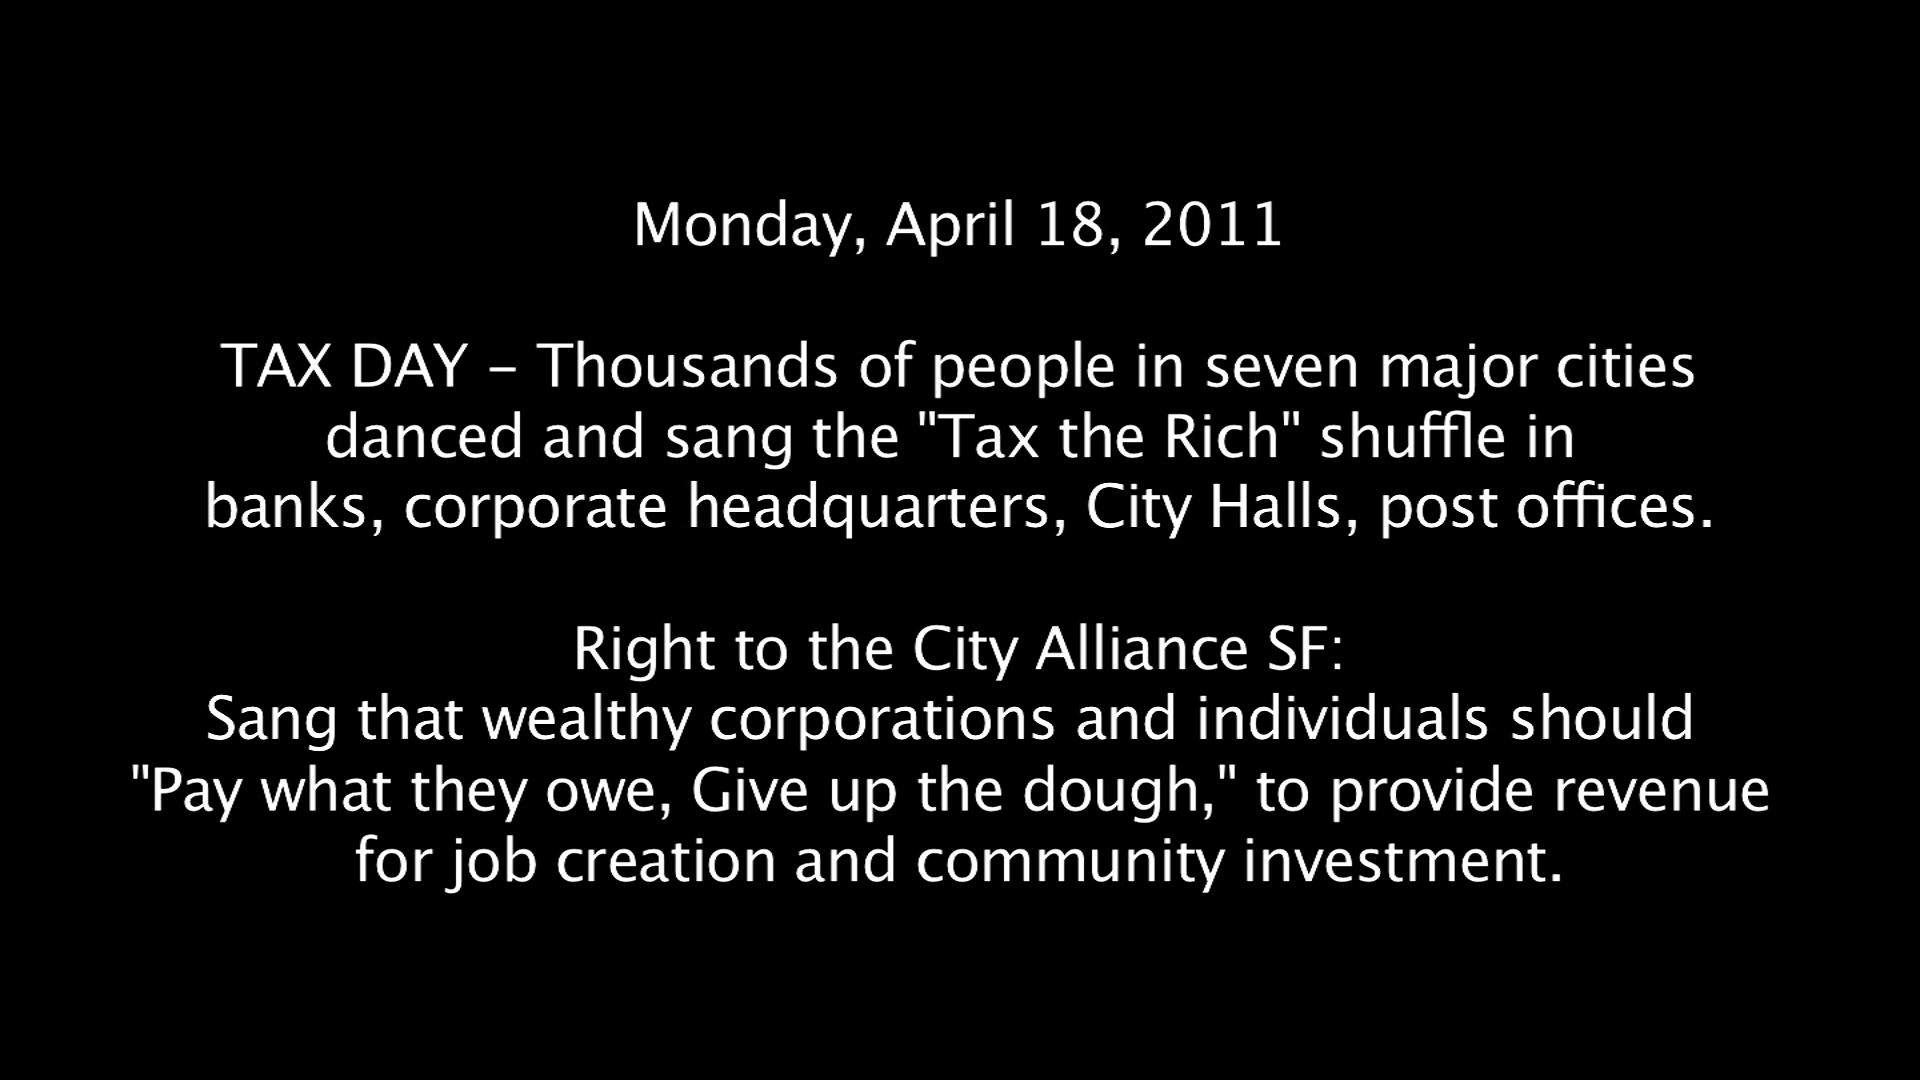 Monday, April 18, 2011
TAX DAY – Thousands of people in seven major cities
danced and sang the "Tax the Rich" shuffle in
banks, corporate headquarters, City Halls, post offices.
Right to the City Alliance SF:
Sang that wealthy corporations and individuals should
"Pay what they owe, Give up the dough," to provide revenue
for job creation and community investment.